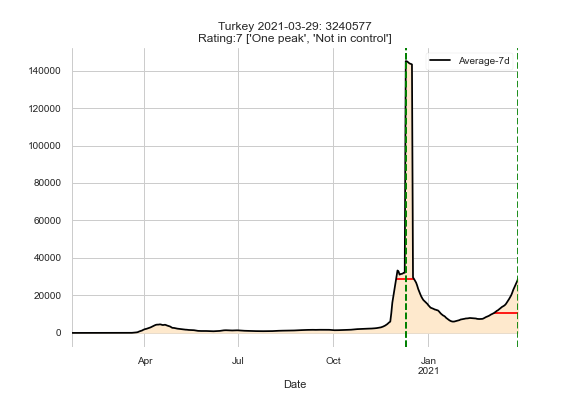 Turkey 2021-03-29: 3240577
Rating:7 ['One peak', 'Not in control']
Average-7d
140000
120000
100000
80000
60000
40000
20000
0
Apr
Jul
Oct
Jan
2021
Date